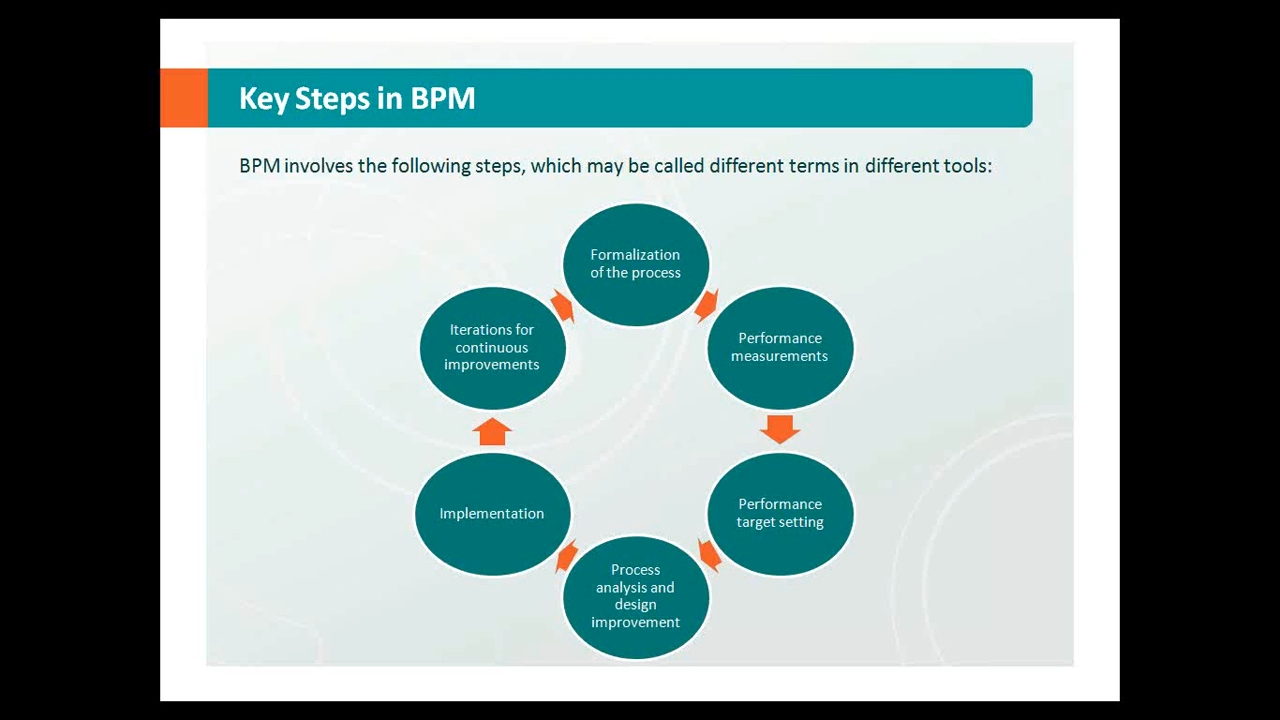 Key Steps in BPM
BPM involves the following steps, which may be called different terms in different tools:
Formalization
of the process
Performance
measurements
Performance
target setting
Process
analysis and
design
improvement
Implementation
Iterations for
continuous
improvements